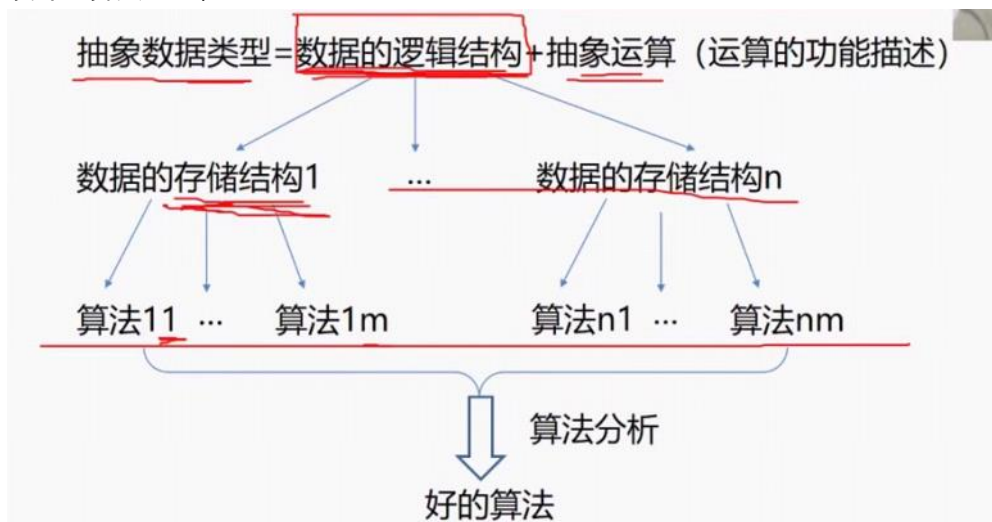 抽象数据类型=数据的逻辑结构+抽象运算（运算的功能描述）
数据的存储结构1 ... 数据的存储结构n
算法11 ... 算法1m 算法n1 ... 算法nm
算法分析
好的算法